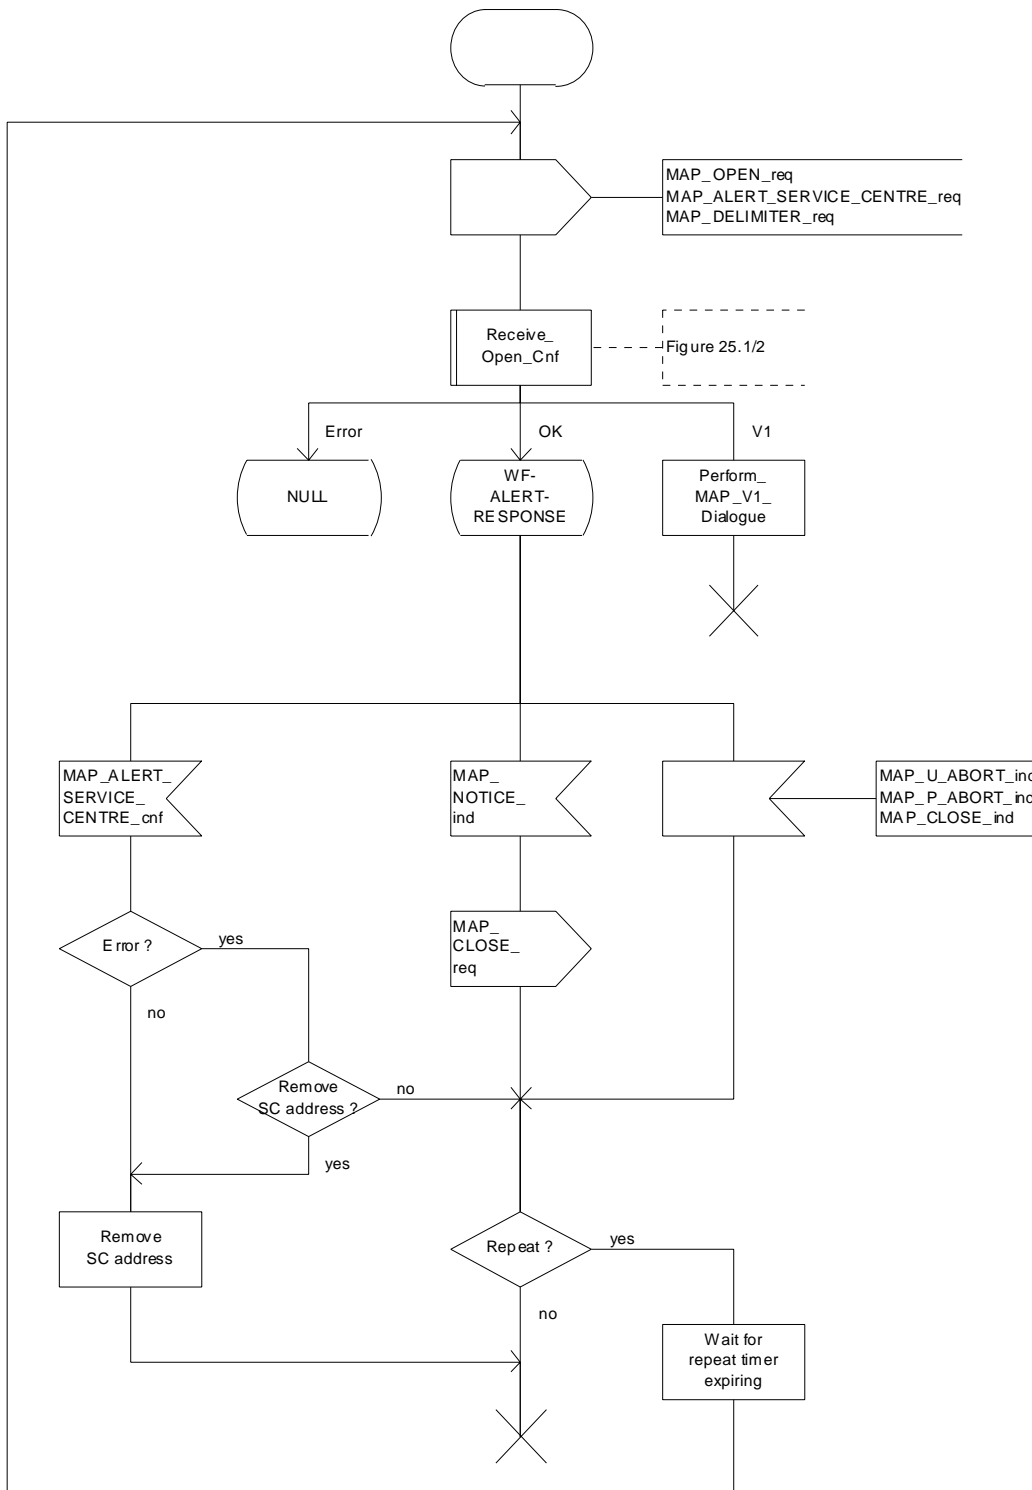 MAP_OPEN_req
MAP_ALERT_SERVICE_CENTRE_req
MAP_DELIMITER_req
Receive_
Open_Cnf
Figure 25.1/2
Error
OK
V1
NULL
WF-
ALERT-
RESPONSE
Perform_
MAP_V1_
Dialogue
MAP_ALERT_
SERVICE_
CENTRE_cnf
MAP_
NOTICE_
ind
MAP_U_ABORT_ind
MAP_P_ABORT_ind
MAP_CLOSE_ind
Error ?
yes
no
MAP_
CLOSE_
req
Remove
SC address ?
no
yes
Remove
SC address
Repeat ?
yes
no
Wait for
repeat timer
expiring